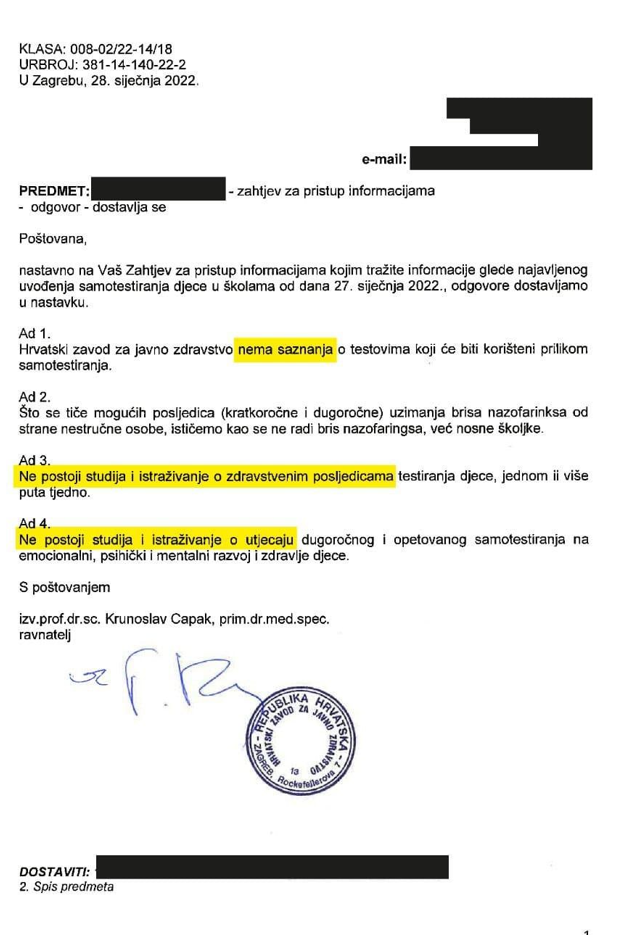 KLASA: 008-02/22-14/18
URBROJ: 381-14-140-22-2
U Zagrebu, 28. siječnja 2022.
e-mail:
PREDMET: - zahtjev za pristup informacijama
- odgovor - dostavlja se
Poštovana,
nastavno na Vaš Zahtjev za pristup informacijama kojim tražite informacije glede najavljenog
uvođenja samotestiranja djece u školama od dana 27. siječnja 2022., odgovore dostavljamo
u nastavku.
Ad 1.
Hrvatski zavod za javno zdravstvo nema saznanja o testovima koji će biti korišteni prilikom
samotestiranja.
Ad 2.
Što se tiče mogućih posljedica (kratkoročne i dugoročne) uzimanja brisa nazofarinksa od
strane nestručne osobe, ističemo kao se ne radi bris nazofaringsa, već nosne školjke.
Ad 3.
Ne postoji studija i istraživanje o zdravstvenim posljedicama testiranja djece, jednom ii više
puta tjedno.
Ad 4.
Ne postoji studija i istraživanje o utjecaju dugoročnog i opetovanog samotestiranja na
emocionalni, psihički i mentalni razvoj i zdravlje djece.
S poštovanjem
izv.prof.dr.sc. Krunoslav Capak, prim.dr.med.spec.
ravnatelj
REPUBLIKA HRVATSKA
HRVATSKI ZAVOD ZA JAVNO ZDRAVSTVO
13
ZAGREB, Rockefellerova 7
DOSTAVITI:
2. Spis predmeta